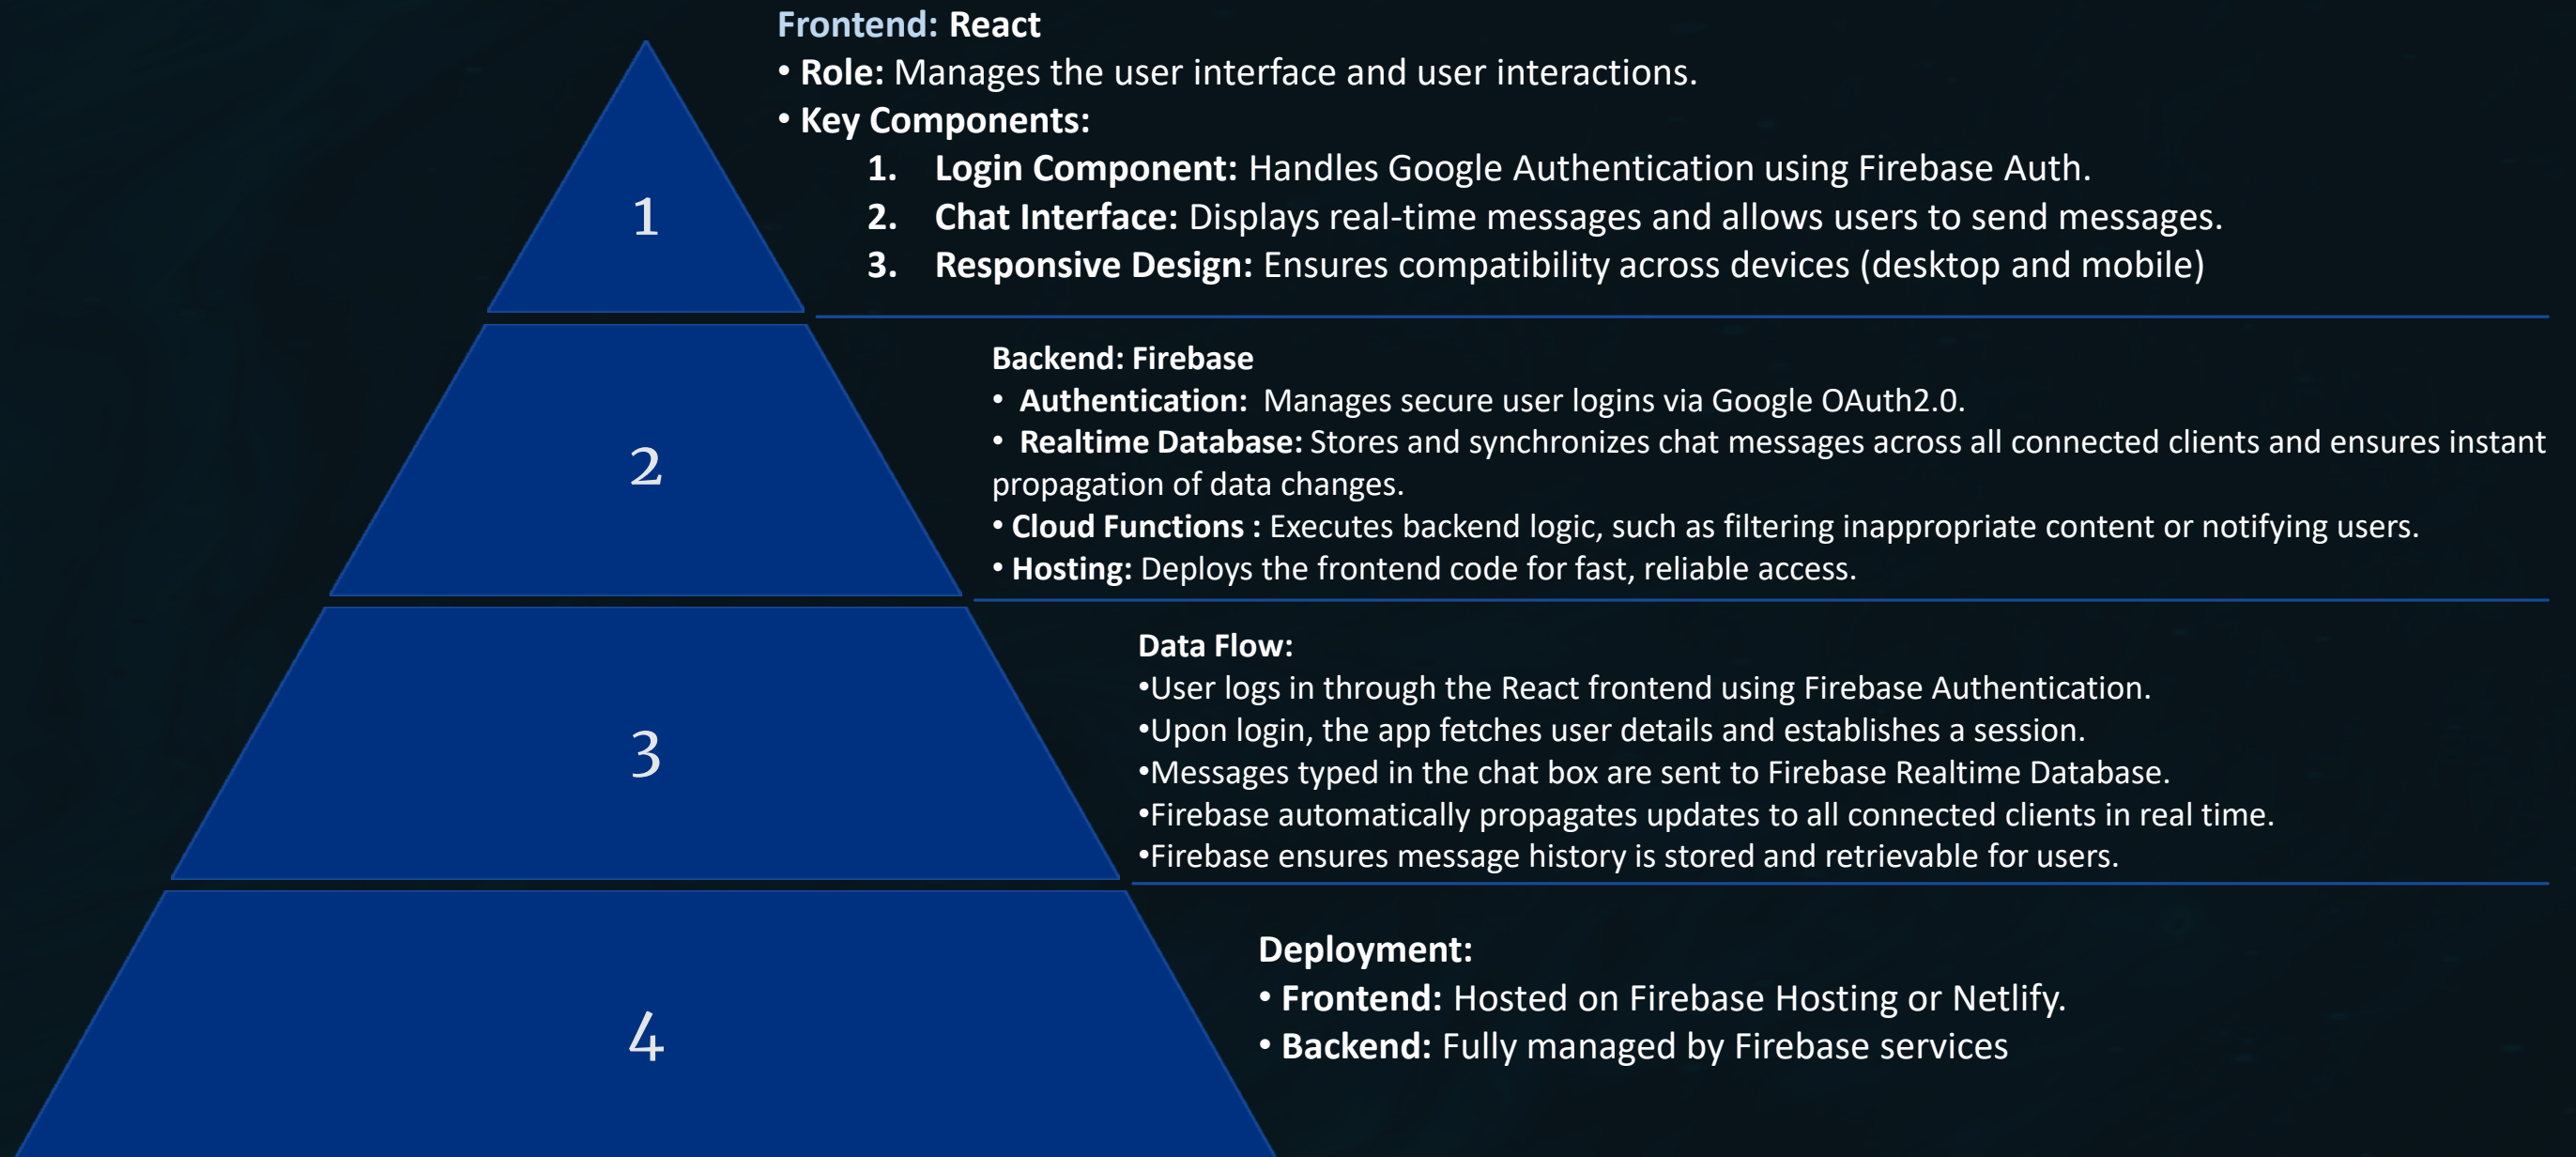 Frontend: React
• Role: Manages the user interface and user interactions.
• Key Components:
1. Login Component: Handles Google Authentication using Firebase Auth.
2. Chat Interface: Displays real-time messages and allows users to send messages.
3. Responsive Design: Ensures compatibility across devices (desktop and mobile)
1
Backend: Firebase
• Authentication: Manages secure user logins via Google OAuth2.0.
• Realtime Database: Stores and synchronizes chat messages across all connected clients and ensures instant
propagation of data changes.
• Cloud Functions : Executes backend logic, such as filtering inappropriate content or notifying users.
• Hosting: Deploys the frontend code for fast, reliable access.
2
Data Flow:
•User logs in through the React frontend using Firebase Authentication.
•Upon login, the app fetches user details and establishes a session.
•Messages typed in the chat box are sent to Firebase Realtime Database.
•Firebase automatically propagates updates to all connected clients in real time.
•Firebase ensures message history is stored and retrievable for users.
3
Deployment:
• Frontend: Hosted on Firebase Hosting or Netlify.
• Backend: Fully managed by Firebase services
4